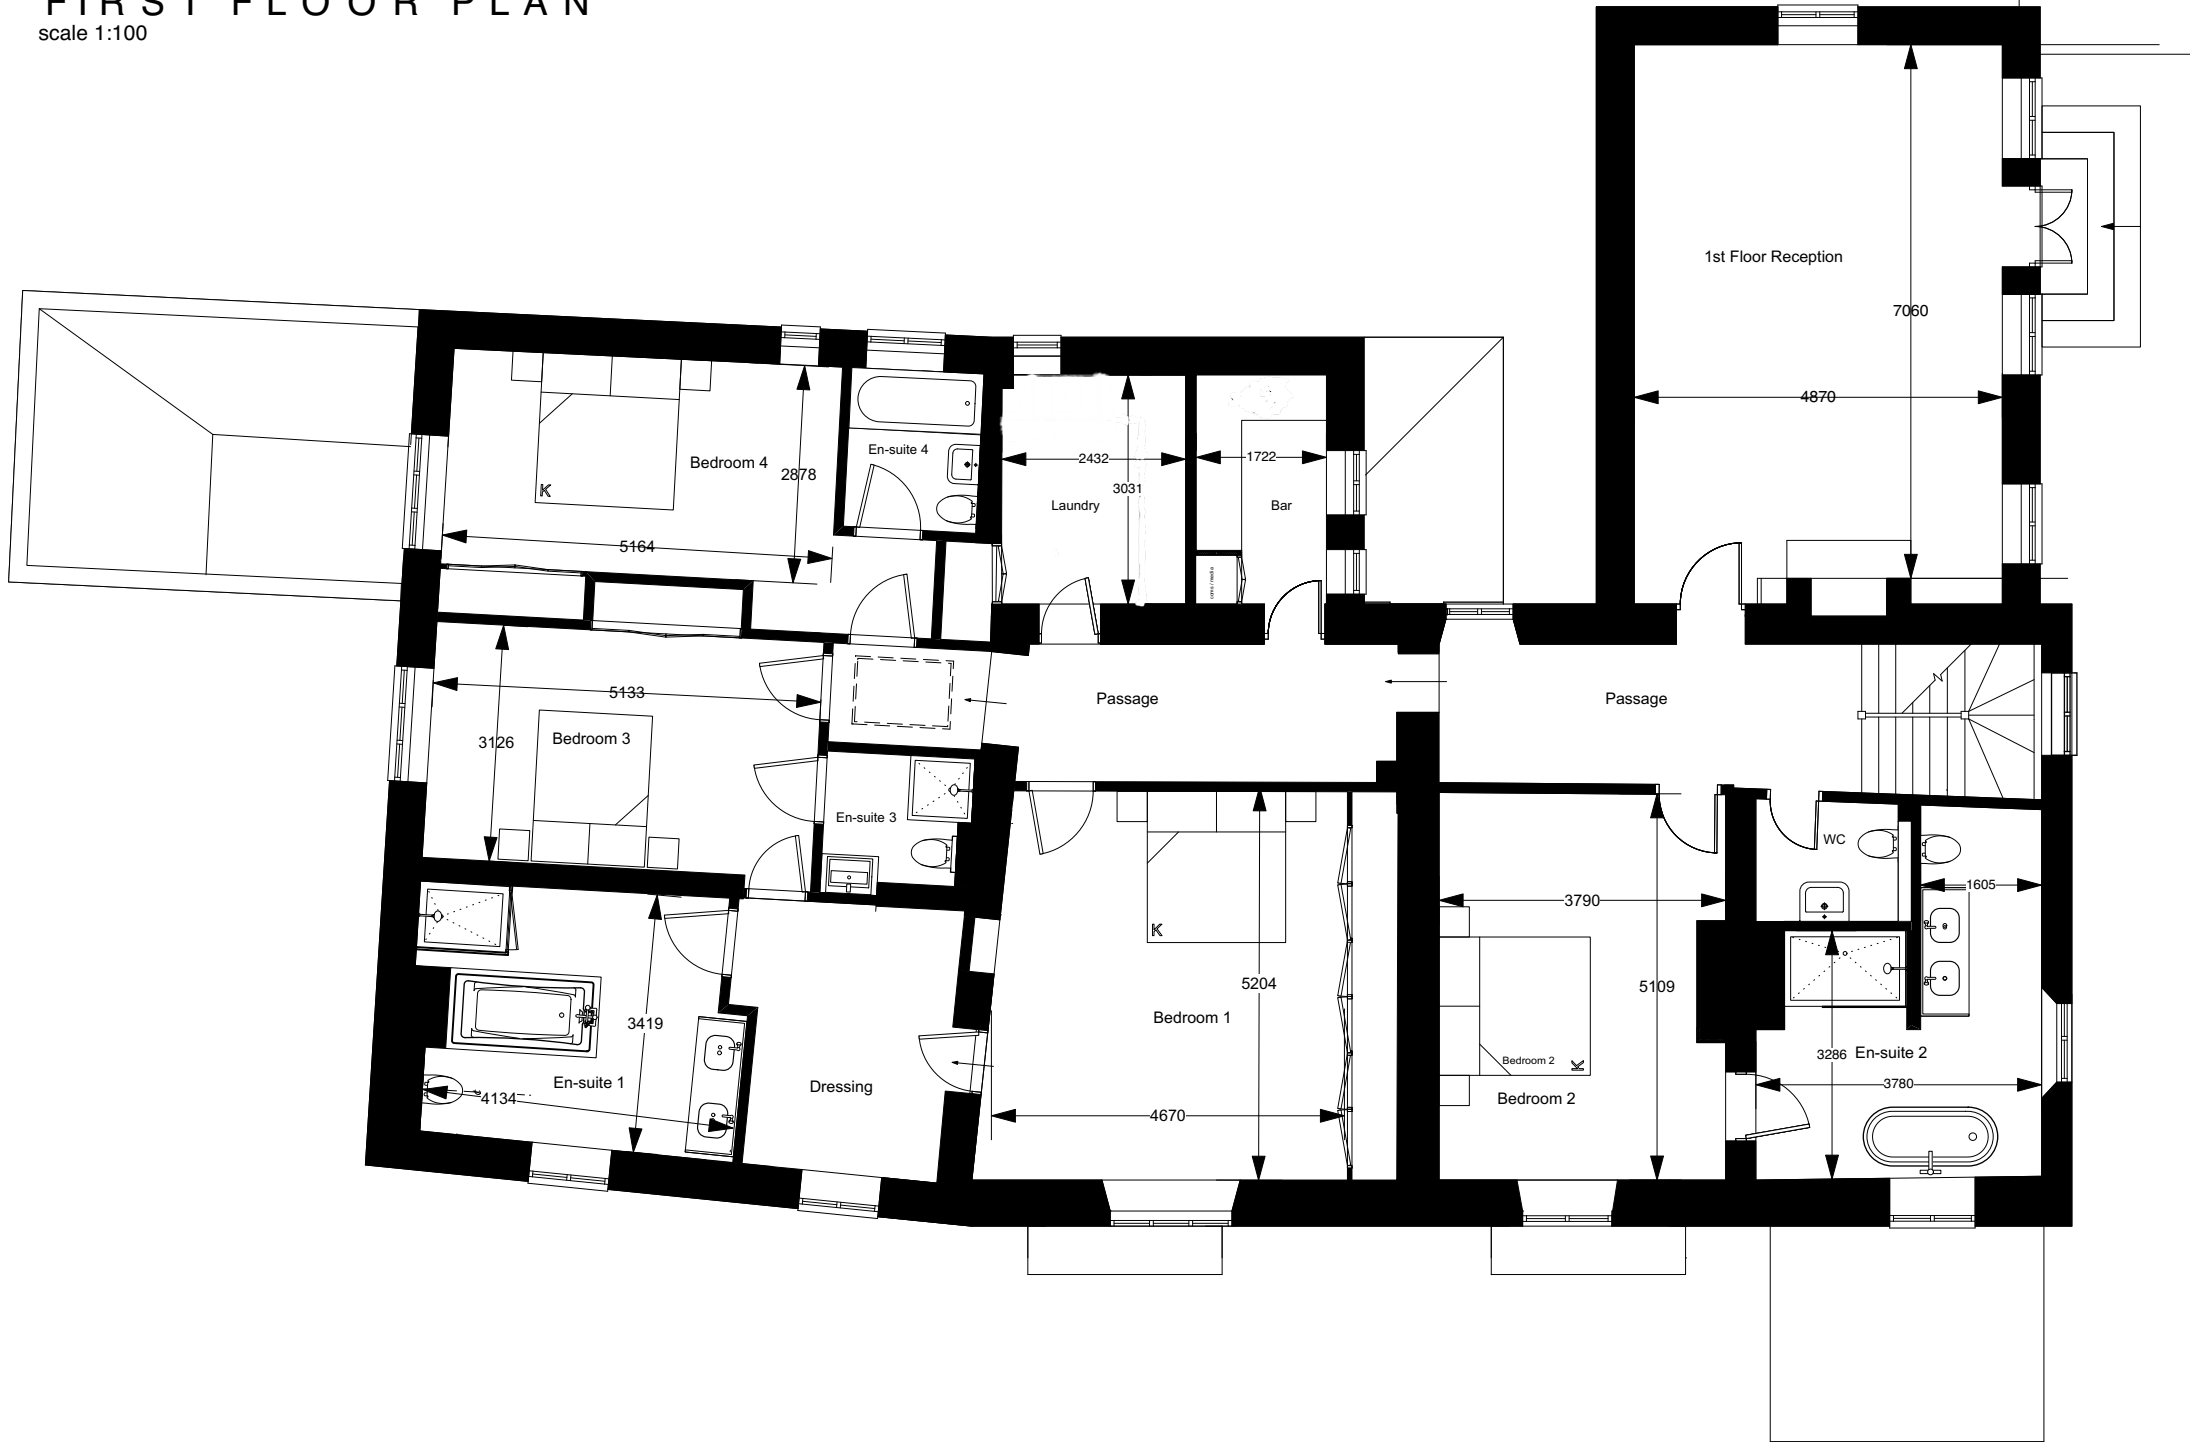 FIRST FLOOR PLAN
scale 1:100
1st Floor Reception
7060
4870
Bedroom 4
K
2878
5164
En-suite 4
2432
3031
Laundry
1722
Bar
coms / media
5133
3126
Bedroom 3
En-suite 3
Passage
Passage
WC
1605
K
5204
Bedroom 1
4670
3790
5109
Bedroom 2
K
Bedroom 2
3286
En-suite 2
3780
3419
En-suite 1
4134
Dressing